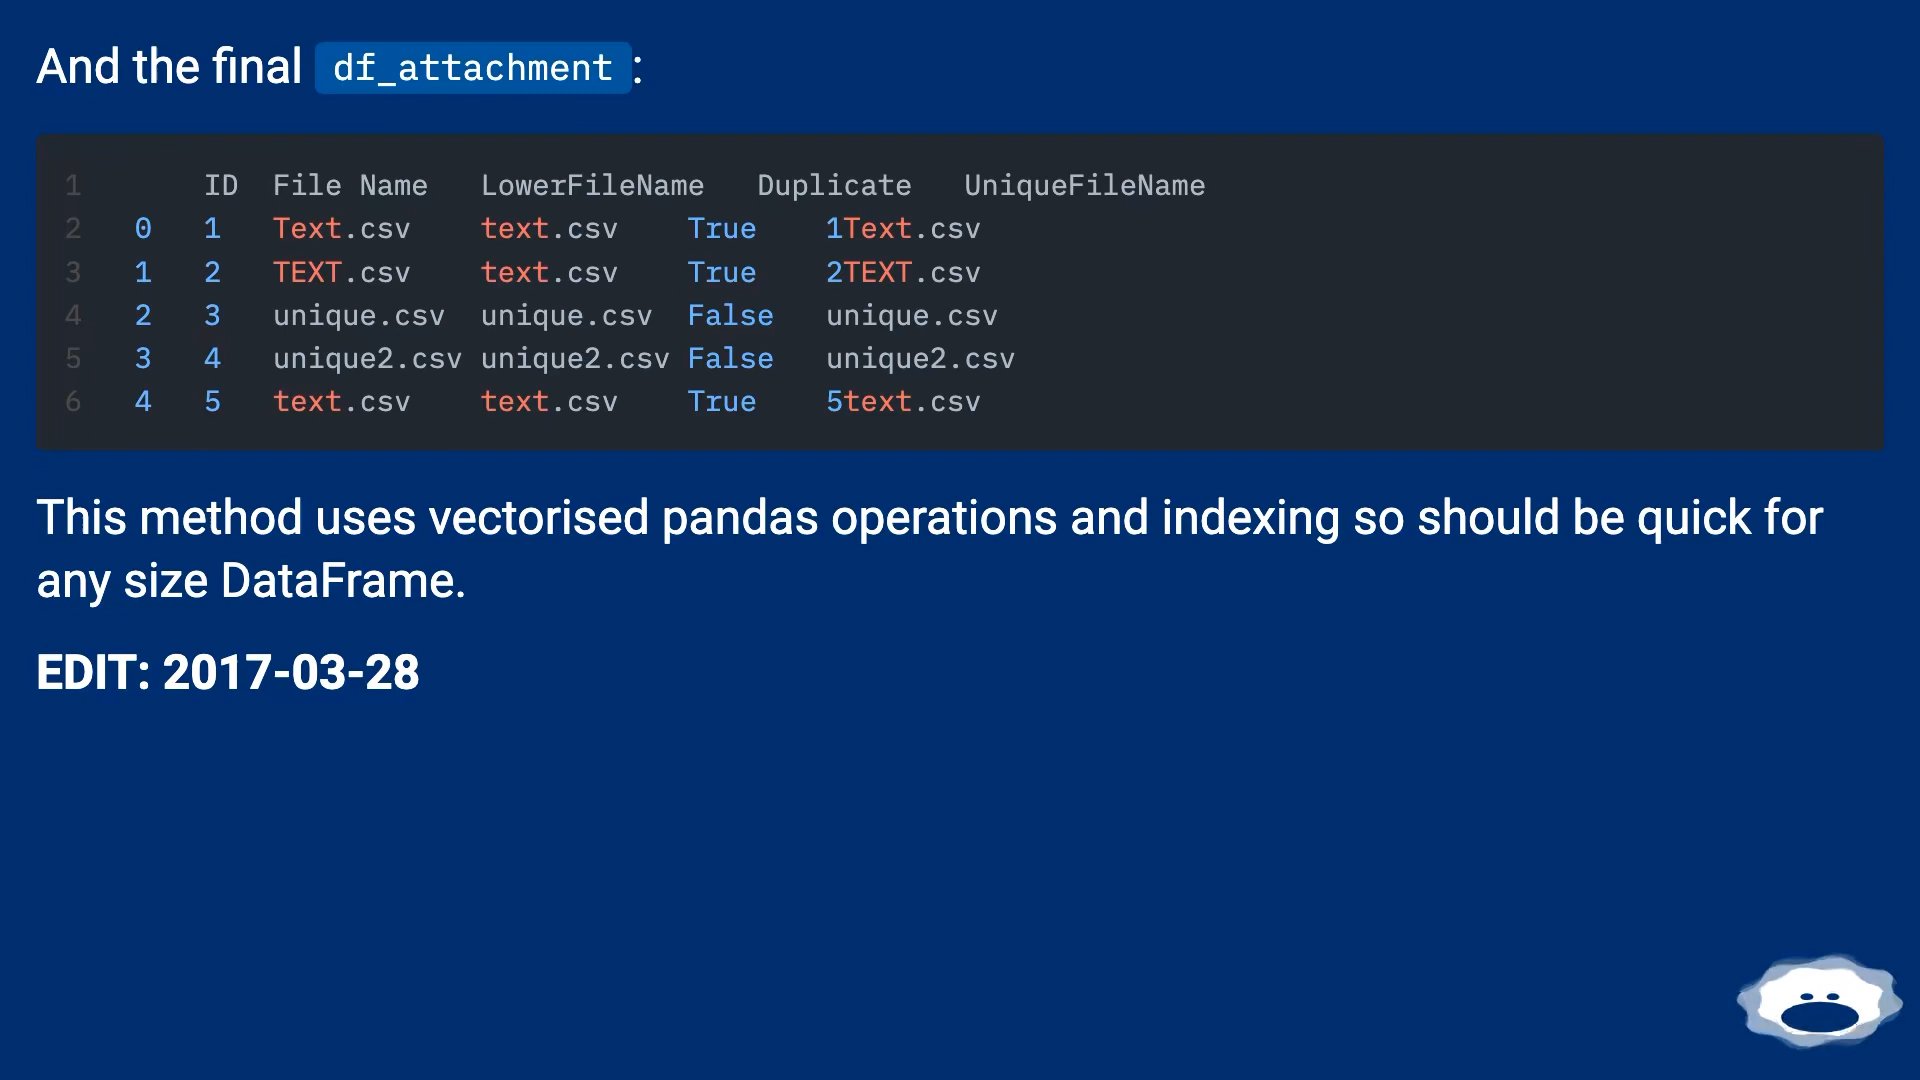 And the final df_attachment:
1 ID File Name LowerFileName Duplicate UniqueFileName
2 0 1 Text.csv text.csv True 1Text.csv
3 1 2 TEXT.csv text.csv True 2TEXT.csv
4 2 3 unique.csv unique.csv False unique.csv
5 3 4 unique2.csv unique2.csv False unique2.csv
6 4 5 text.csv text.csv True 5text.csv
This method uses vectorised pandas operations and indexing so should be quick for
any size DataFrame.
EDIT: 2017-03-28